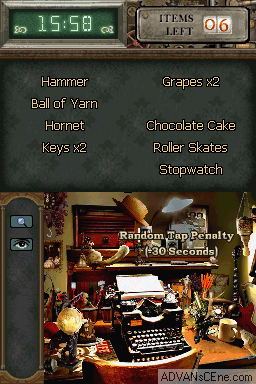 15:58
ITEMS
LEFT
06
Hammer
Grapes x2
Ball of Yarn
Hornet
Chocolate Cake
Keys x2
Roller Skates
Stopwatch
Random Tap Penalty
(-30 Seconds)
ADVANsCEne.com